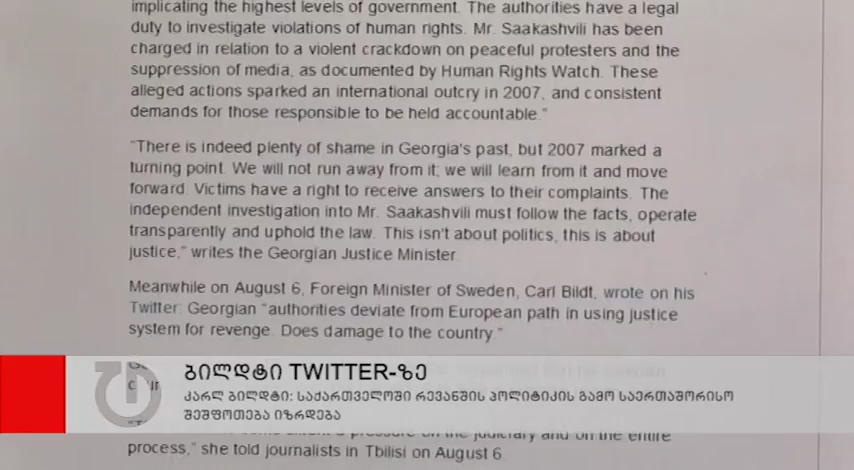 implicating the highest levels of government. The authorities have a legal
duty to investigate violations of human rights. Mr. Saakashvili has been
charged in relation to a violent crackdown on peaceful protesters and the
suppression of media, as documented by Human Rights Watch. These
alleged actions sparked an international outcry in 2007, and consistent
demands for those responsible to be held accountable."
"There is indeed plenty of shame in Georgia's past, but 2007 marked a
turning point. We will not run away from it; we will learn from it and move
forward. Victims have a right to receive answers to their complaints. The
independent investigation into Mr. Saakashvili must follow the facts, operate
transparently and uphold the law. This isn't about politics, this is about
justice," writes the Georgian Justice Minister.
Meanwhile on August 6, Foreign Minister of Sweden, Carl Bildt, wrote on his
Twitter: Georgian "authorities deviate from European path in using justice
system for revenge. Does damage to the country."
ბილდტი TWITTER-ზე
კარლ ბილდტი: საქართველოში რევანშის პოლიტიკის გამო საერთაშორისო
შეშფოთება იზრდება
pressure on the judiciary and on the entire
process," she told journalists in Tbilisi on August 6.